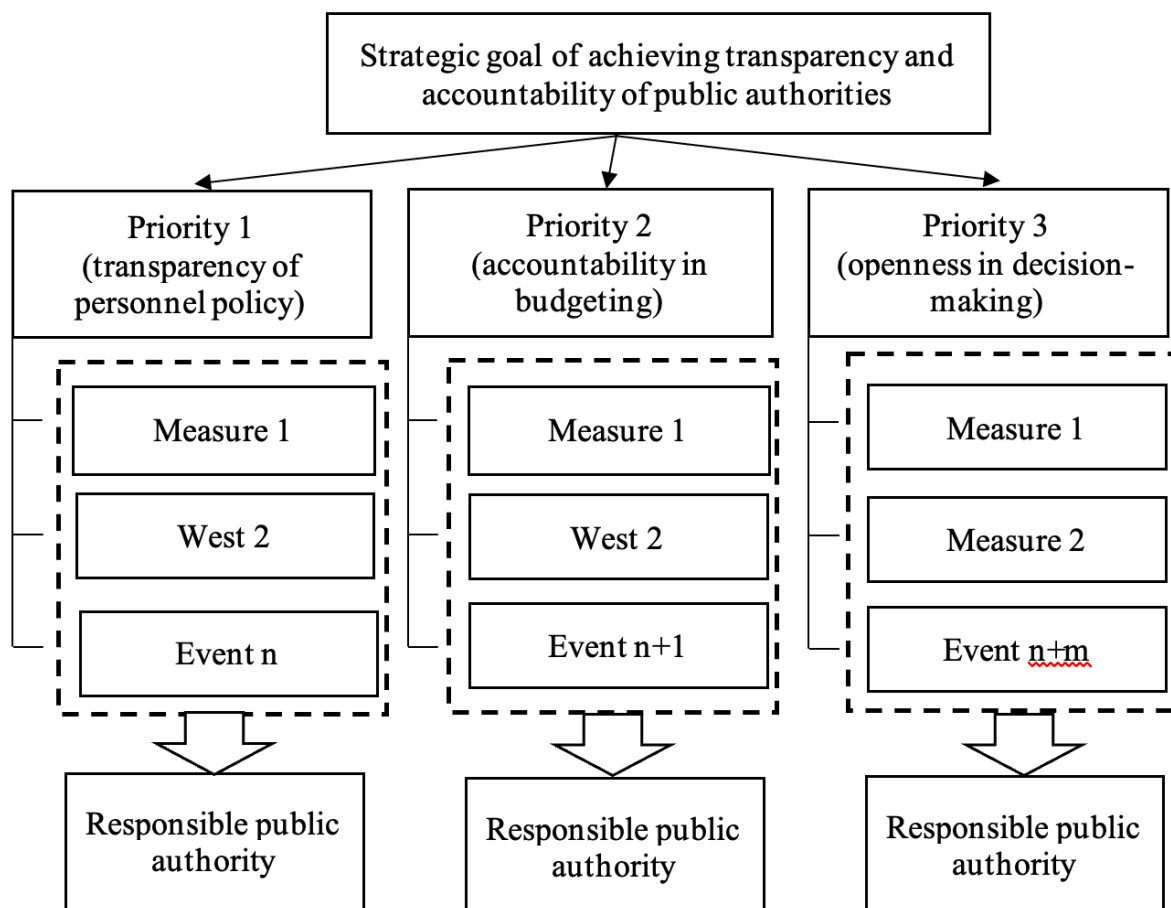 Strategic goal of achieving transparency and
accountability of public authorities
Priority 1
(transparency of
personnel policy)
Priority 2
(accountability in
budgeting)
Priority 3
(openness in decision-
making)
Measure 1
West 2
Event n
Measure 1
West 2
Event n+1
Measure 1
Measure 2
Event n+m
Responsible public
authority
Responsible public
authority
Responsible public
authority